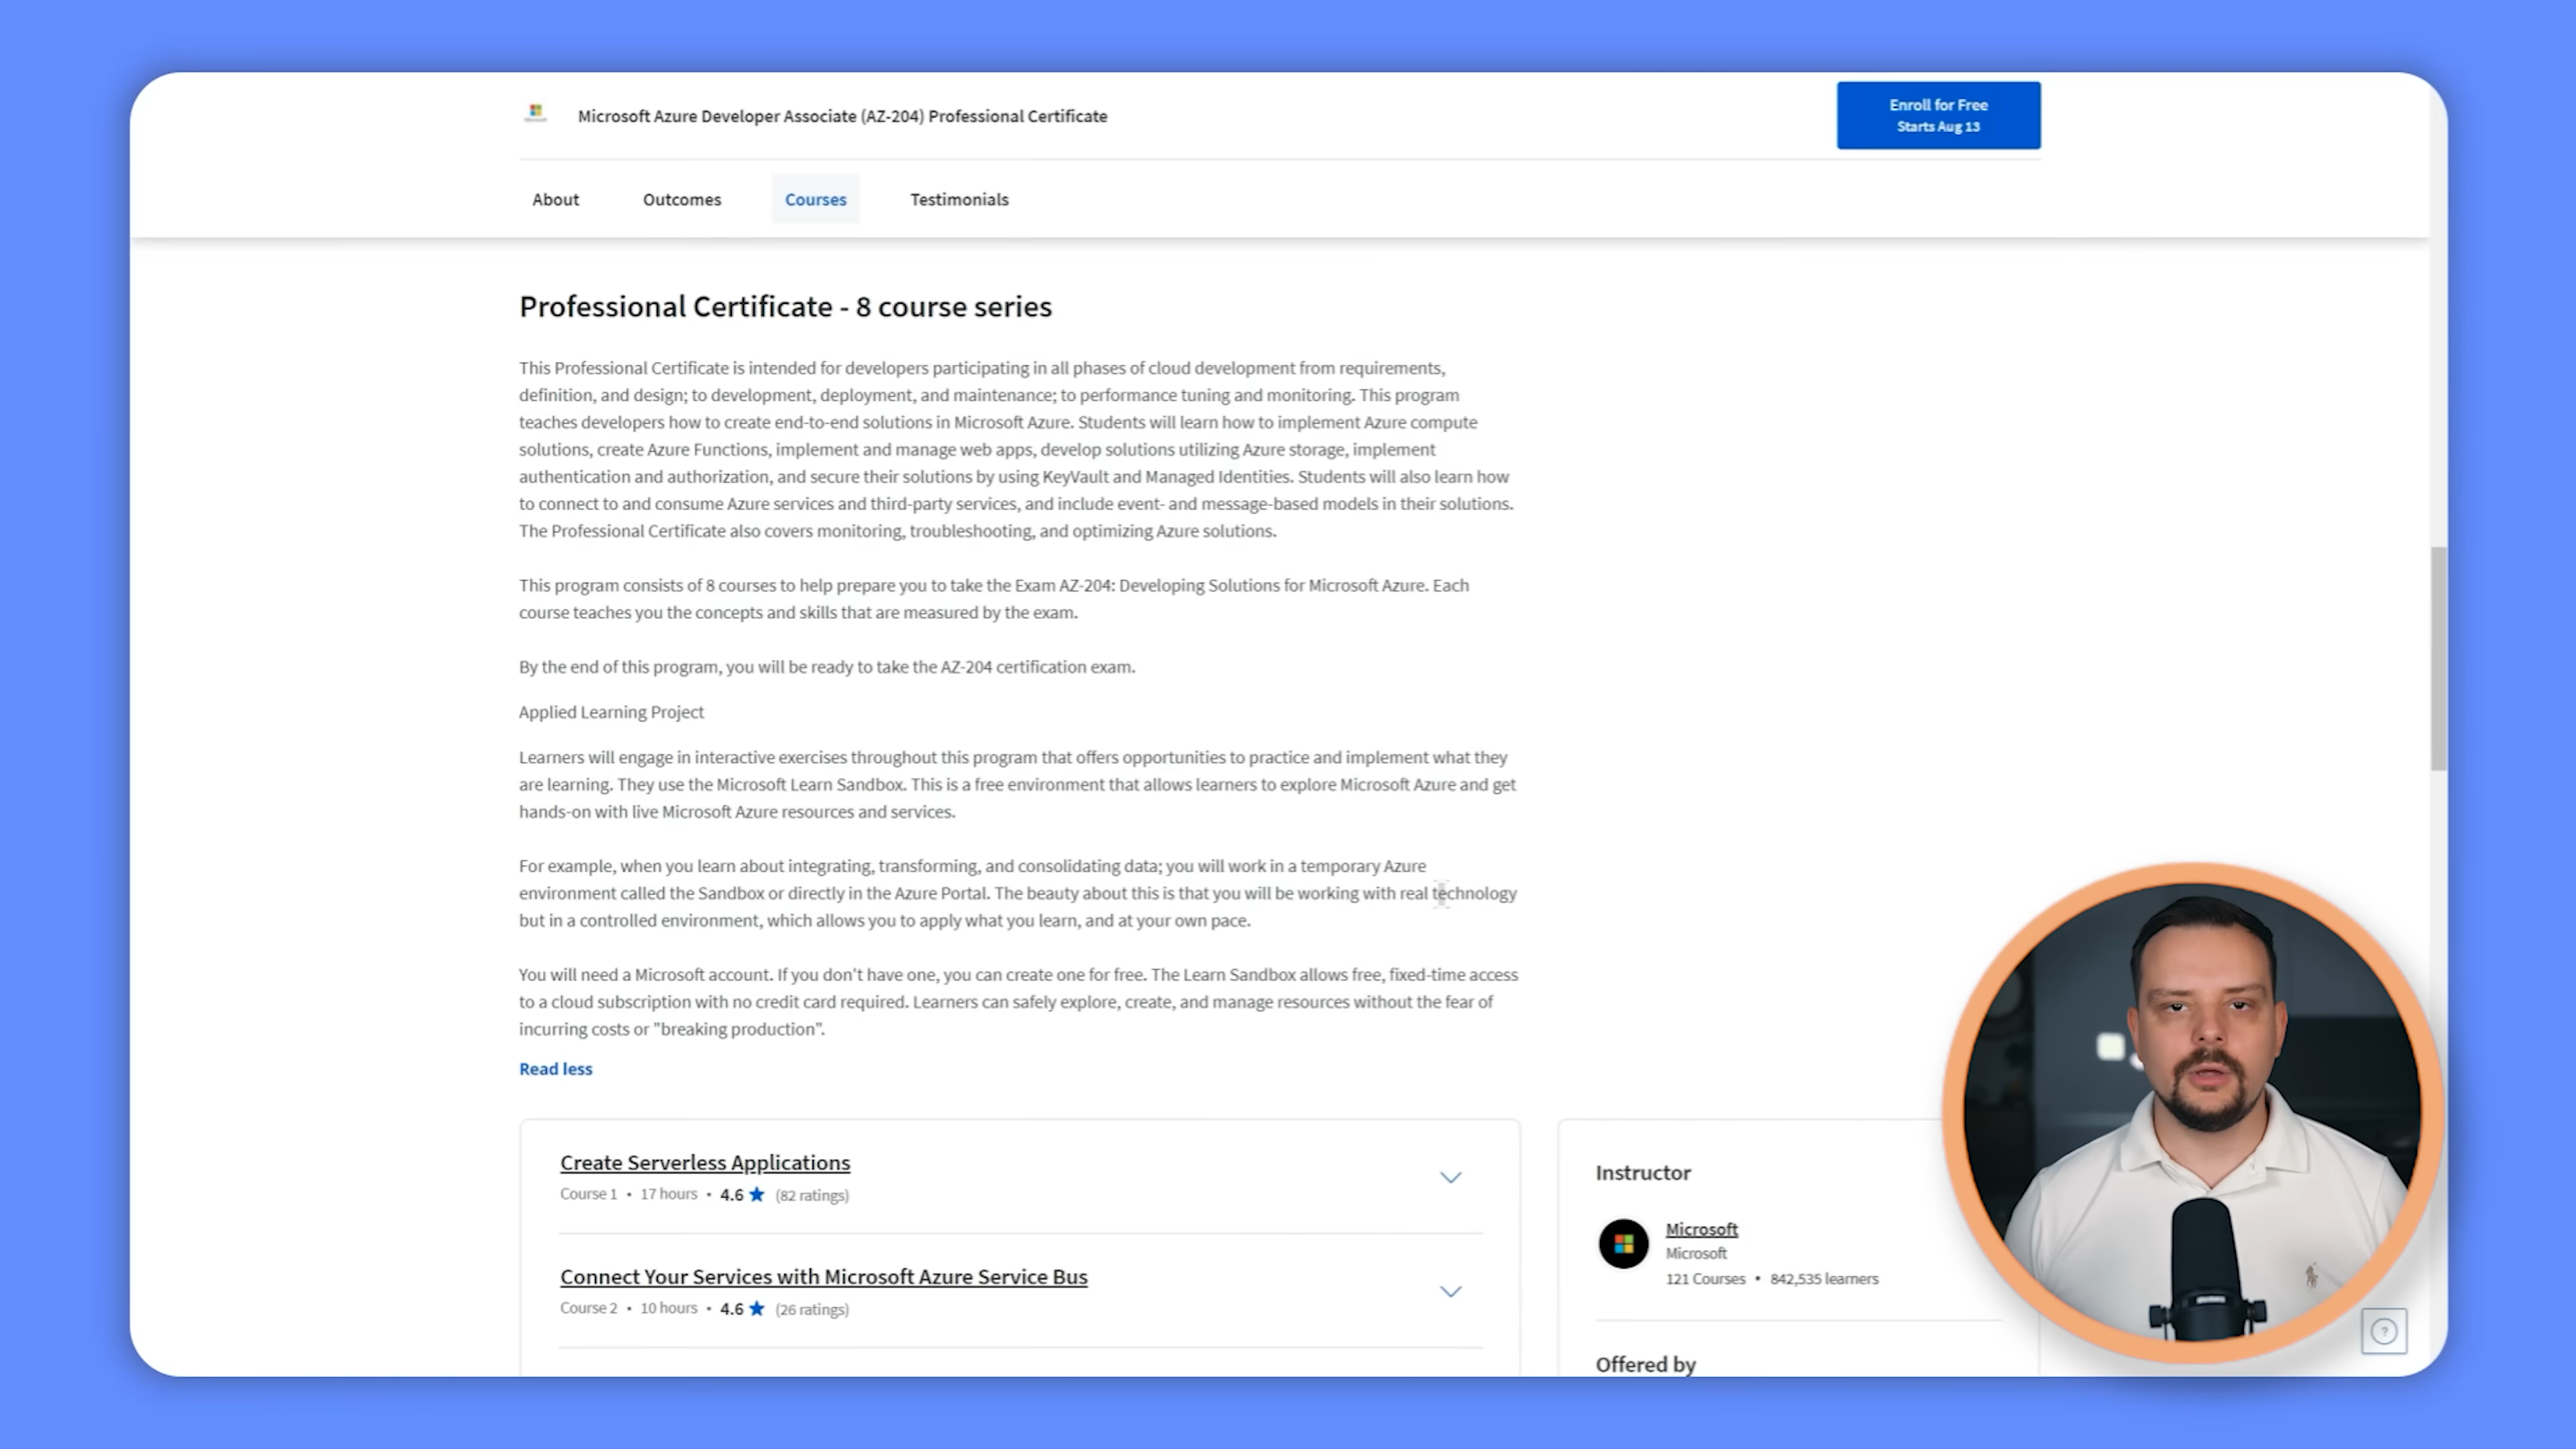 Microsoft Azure Developer Associate (AZ-204) Professional Certificate
Enroll for Free
Starts Aug 13
About
Outcomes
Courses
Testimonials
Professional Certificate - 8 course series
This Professional Certificate is intended for developers participating in all phases of cloud development from requirements,
definition, and design; to development, deployment, and maintenance; to performance tuning and monitoring. This program
teaches developers how to create end-to-end solutions in Microsoft Azure. Students will learn how to implement Azure compute
solutions, create Azure Functions, implement and manage web apps, develop solutions utilizing Azure storage, implement
authentication and authorization, and secure their solutions by using KeyVault and Managed Identities. Students will also learn how
to connect to and consume Azure services and third-party services, and include event- and message-based models in their solutions.
The Professional Certificate also covers monitoring, troubleshooting, and optimizing Azure solutions.
This program consists of 8 courses to help prepare you to take the Exam AZ-204: Developing Solutions for Microsoft Azure. Each
course teaches you the concepts and skills that are measured by the exam.
By the end of this program, you will be ready to take the AZ-204 certification exam.
Applied Learning Project
Learners will engage in interactive exercises throughout this program that offers opportunities to practice and implement what they
are learning. They use the Microsoft Learn Sandbox. This is a free environment that allows learners to explore Microsoft Azure and get
hands-on with live Microsoft Azure resources and services.
For example, when you learn about integrating, transforming, and consolidating data; you will work in a temporary Azure
environment called the Sandbox or directly in the Azure Portal. The beauty about this is that you will be working with real technology
but in a controlled environment, which allows you to apply what you learn, and at your own pace.
You will need a Microsoft account. If you don't have one, you can create one for free. The Learn Sandbox allows free, fixed-time access
to a cloud subscription with no credit card required. Learners can safely explore, create, and manage resources without the fear of
incurring costs or "breaking production".
Read less
Create Serverless Applications
Course 1 • 17 hours • 4.6 ★ (82 ratings)
Connect Your Services with Microsoft Azure Service Bus
Course 2 • 10 hours • 4.6 ★ (26 ratings)
Instructor
Microsoft
Microsoft
121 Courses • 842,535 learners
Offered by
?